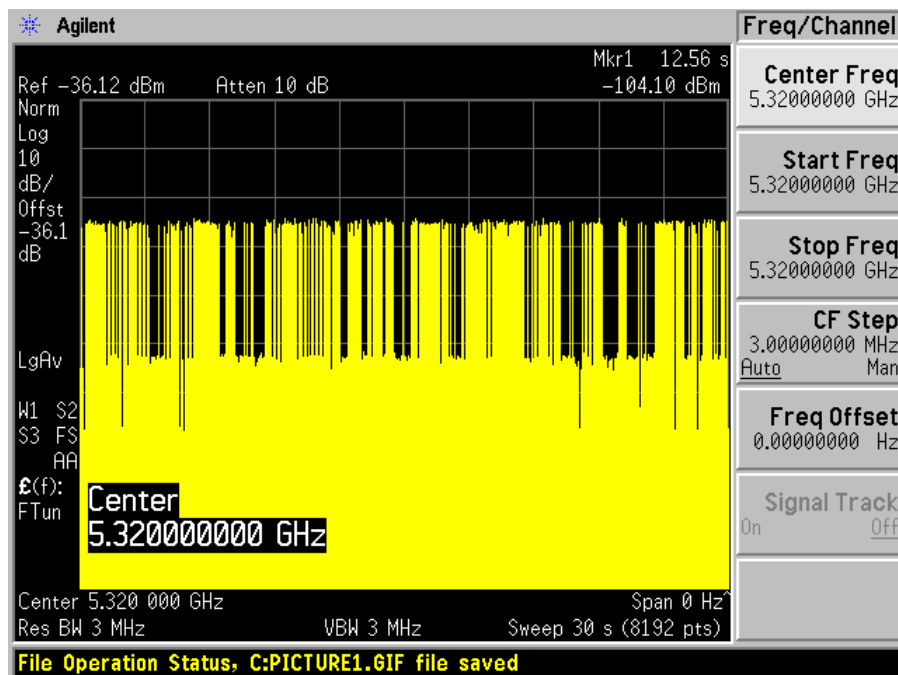 Agilent
Freq/Channel
Mkr1 12.56 s
Ref -36.12 dBm Atten 10 dB -104.10 dBm
Norm
Log
10
dB/
Offst
-36.1
dB
LgAv
W1 S2
S3 FS
AA
£(f):
FTun
Center
5.320000000 GHz
Center 5.320 000 GHz Span 0 Hz^
Res BW 3 MHz VBW 3 MHz Sweep 30 s (8192 pts)
File Operation Status, C:PICTURE1.GIF file saved
Center Freq
5.32000000 GHz
Start Freq
5.32000000 GHz
Stop Freq
5.32000000 GHz
CF Step
3.00000000 MHz
Auto Man
Freq Offset
0.00000000 Hz
Signal Track
On Off